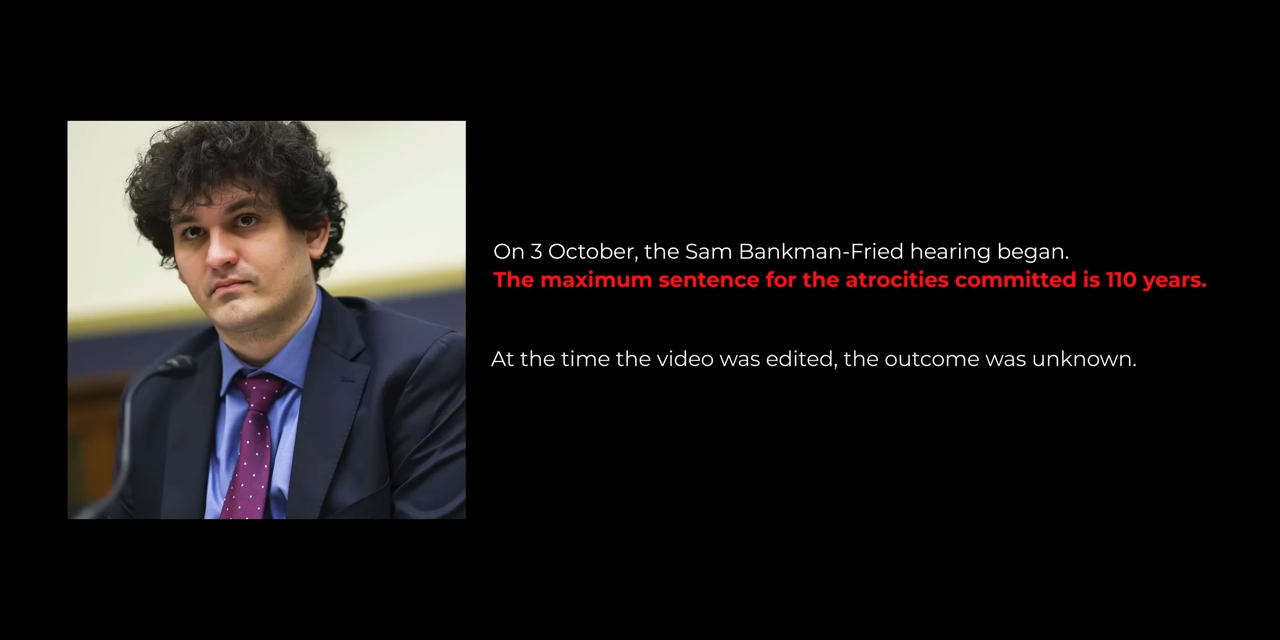 On 3 October, the Sam Bankman-Fried hearing began.
The maximum sentence for the atrocities committed is 110 years.
At the time the video was edited, the outcome was unknown.